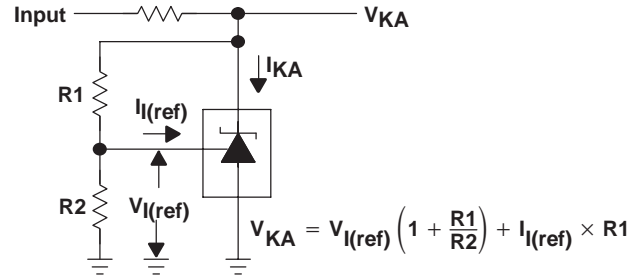 Input
VKA
IKA
R1
II(ref)
R2
VI(ref)
VKA = VI(ref) (1 + R1/R2) + II(ref) × R1